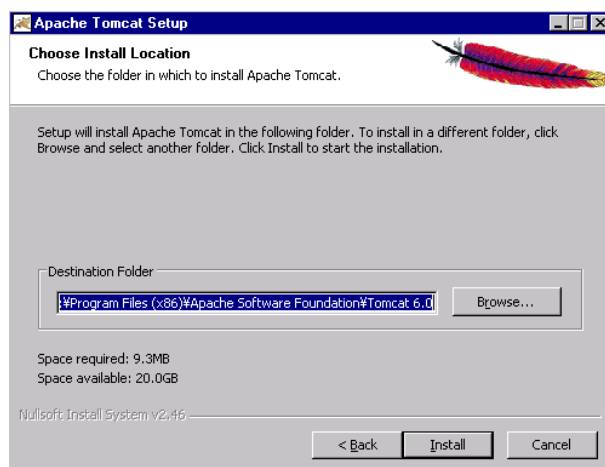 Apache Tomcat Setup
Choose Install Location
Choose the folder in which to install Apache Tomcat.
Setup will install Apache Tomcat in the following folder. To install in a different folder, click
Browse and select another folder. Click Install to start the installation.
Destination Folder
:¥Program Files (x86)¥Apache Software Foundation¥Tomcat 6.0
Browse...
Space required: 9.3MB
Space available: 20.0GB
Nullsoft Install System v2.46
< Back
Install
Cancel